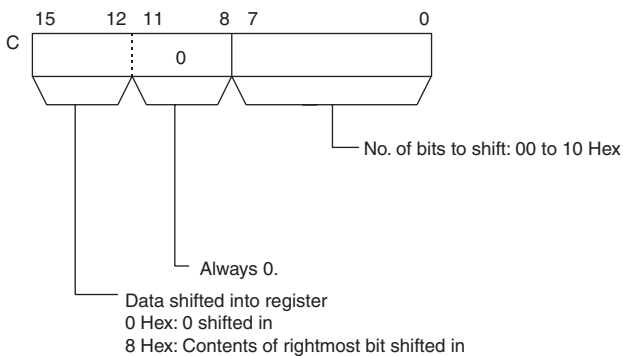 15 12 11 8 7 0
C
0
No. of bits to shift: 00 to 10 Hex
Always 0.
Data shifted into register
0 Hex: 0 shifted in
8 Hex: Contents of rightmost bit shifted in